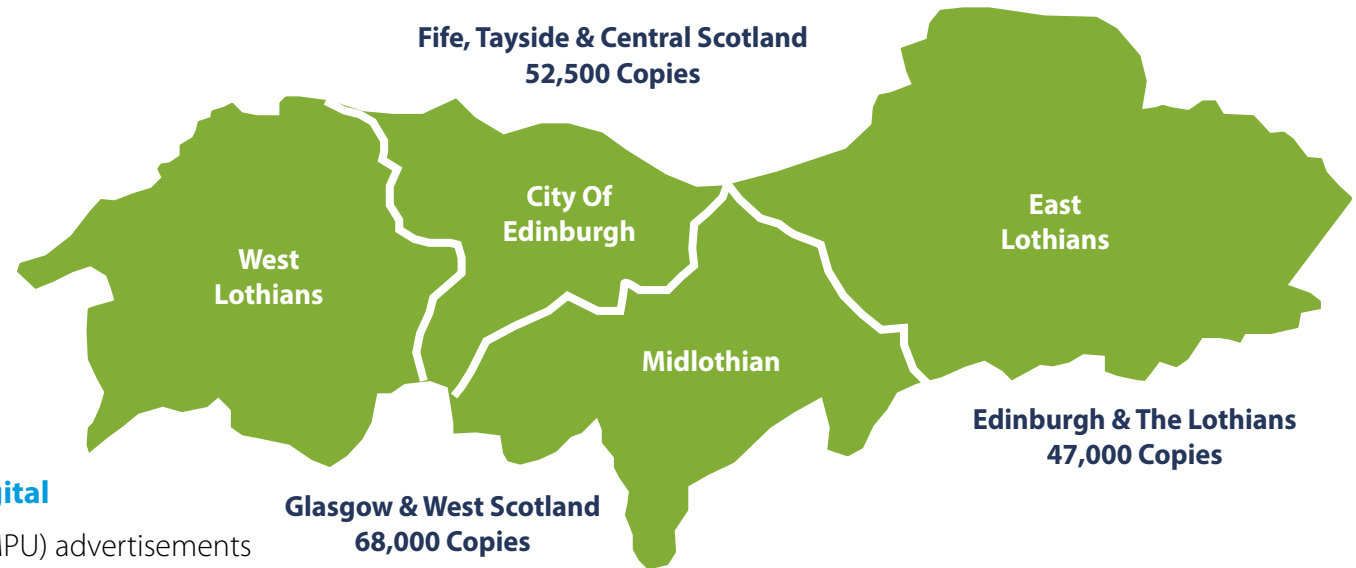 Fife, Tayside & Central Scotland
52,500 Copies
City Of
Edinburgh
East
Lothians
West
Lothians
Midlothian
Edinburgh & The Lothians
47,000 Copies
Glasgow & West Scotland
68,000 Copies
advertisements